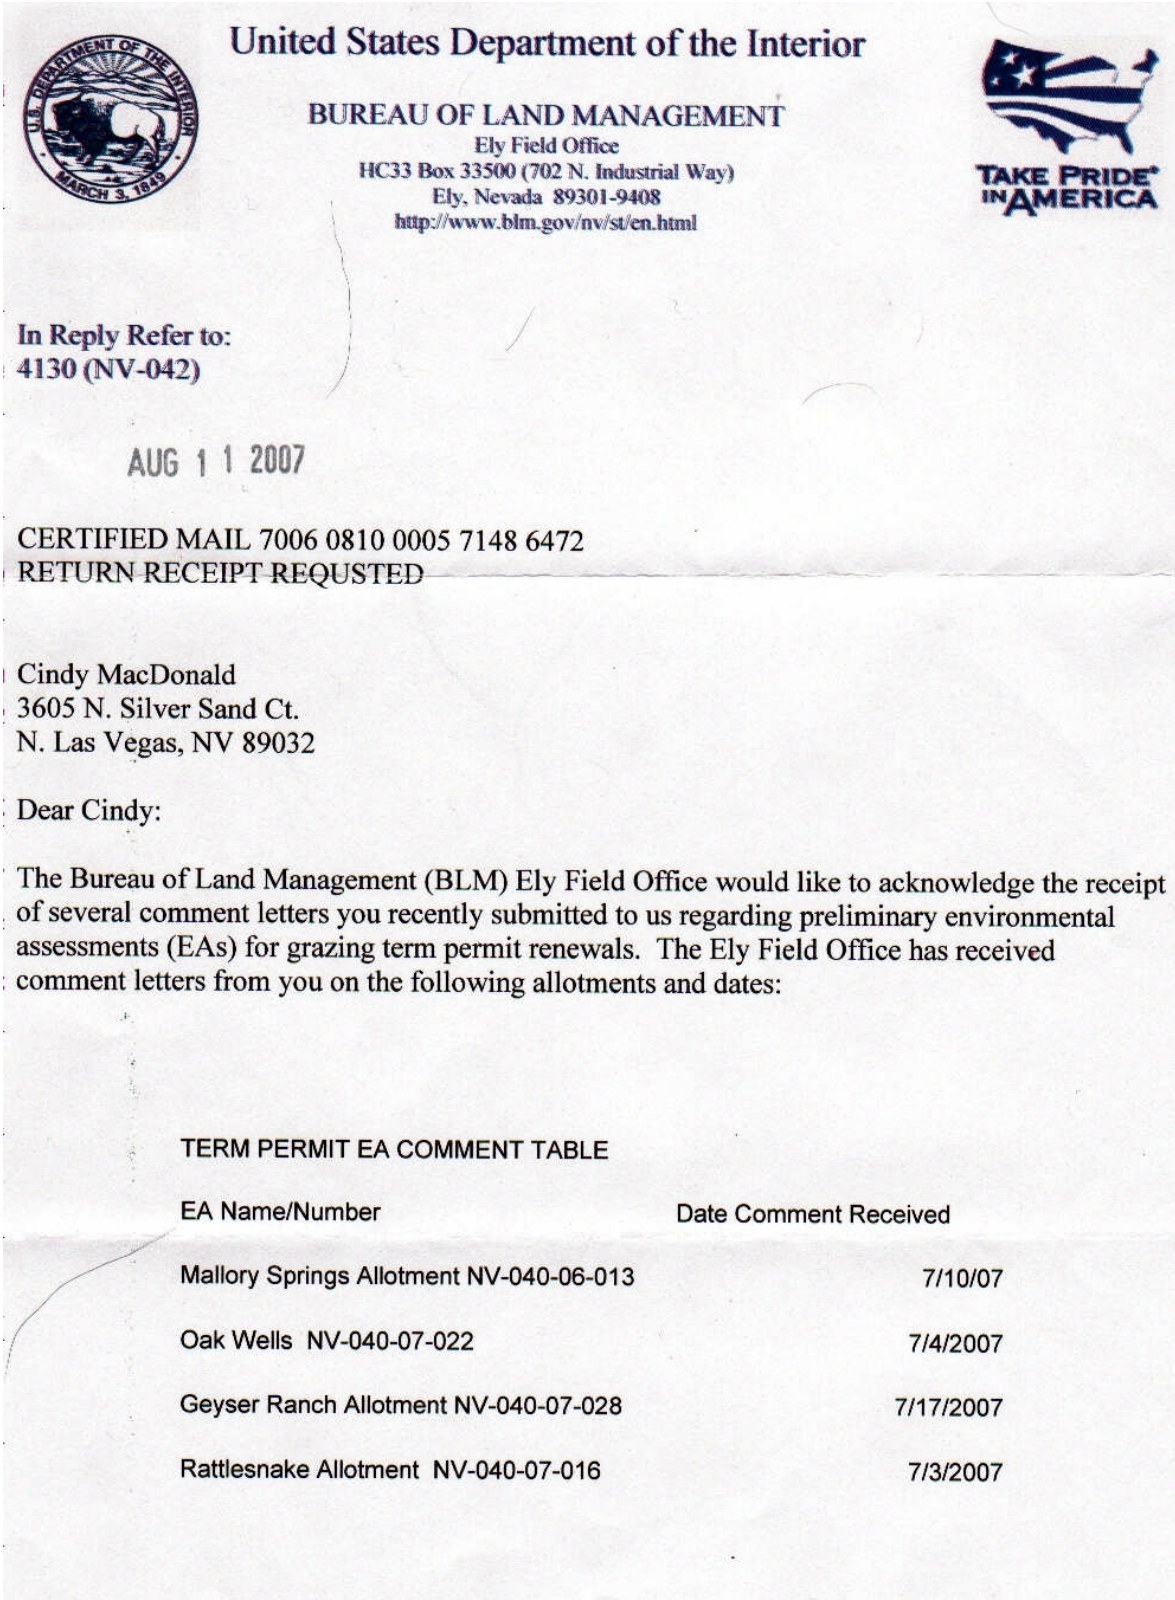 United States Department of the Interior
BUREAU OF LAND MANAGEMENT
Ely Field Office
HC33 Box 33500 (702 N. Industrial Way)
Ely, Nevada 89301-9408
http://www.blm.gov/nv/st/en.html
U.S. DEPARTMENT OF THE INTERIOR
MARCH 3, 1849
TAKE PRIDE®
IN AMERICA
In Reply Refer to:
4130 (NV-042)
AUG 11 2007
CERTIFIED MAIL 7006 0810 0005 7148 6472
RETURN RECEIPT REQUSTED
Cindy MacDonald
3605 N. Silver Sand Ct.
N. Las Vegas, NV 89032
Dear Cindy:
The Bureau of Land Management (BLM) Ely Field Office would like to acknowledge the receipt
of several comment letters you recently submitted to us regarding preliminary environmental
assessments (EAs) for grazing term permit renewals. The Ely Field Office has received
comment letters from you on the following allotments and dates:
TERM PERMIT EA COMMENT TABLE
EA Name/Number Date Comment Received
Mallory Springs Allotment NV-040-06-013 7/10/07
Oak Wells NV-040-07-022 7/4/2007
Geyser Ranch Allotment NV-040-07-028 7/17/2007
Rattlesnake Allotment NV-040-07-016 7/3/2007